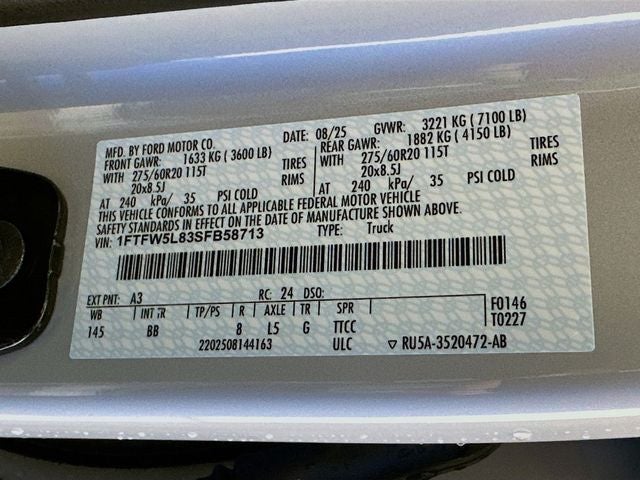 MFD. BY FORD MOTOR CO. DATE: 08/25 GVWR: 3221 KG ( 7100 LB)
FRONT GAWR: 1633 KG ( 3600 LB) REAR GAWR: 1882 KG ( 4150 LB)
WITH 275/60R20 115T TIRES WITH 275/60R20 115T TIRES
20x8.5J RIMS 20x8.5J RIMS
AT 240 kPa/ 35 PSI COLD AT 240 kPa/ 35 PSI COLD
THIS VEHICLE CONFORMS TO ALL APPLICABLE FEDERAL MOTOR VEHICLE
SAFETY STANDARDS IN EFFECT ON THE DATE OF MANUFACTURE SHOWN ABOVE.
VIN: 1FTFW5L83SFB58713 TYPE: Truck
EXT PNT: A3 RC: 24 DSO: F0146
WB INT TR TP/PS R AXLE TR SPR T0227
145 BB 8 L5 G TTCC
2202508144163 ULC ▽ RU5A-3520472-AB